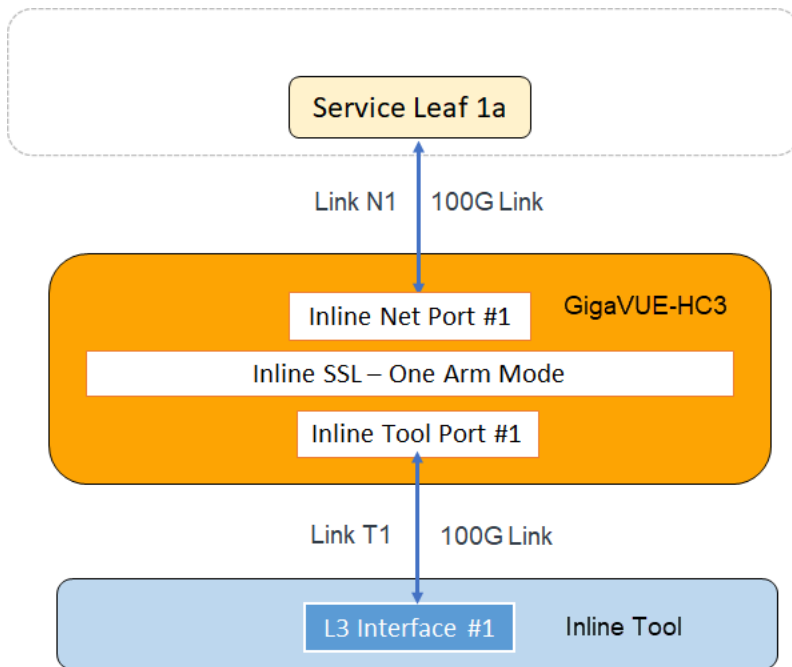 Service Leaf 1a
Link N1
100G Link
GigaVUE-HC3
Inline Net Port #1
Inline SSL – One Arm Mode
Inline Tool Port #1
Link T1
100G Link
L3 Interface #1
Inline Tool